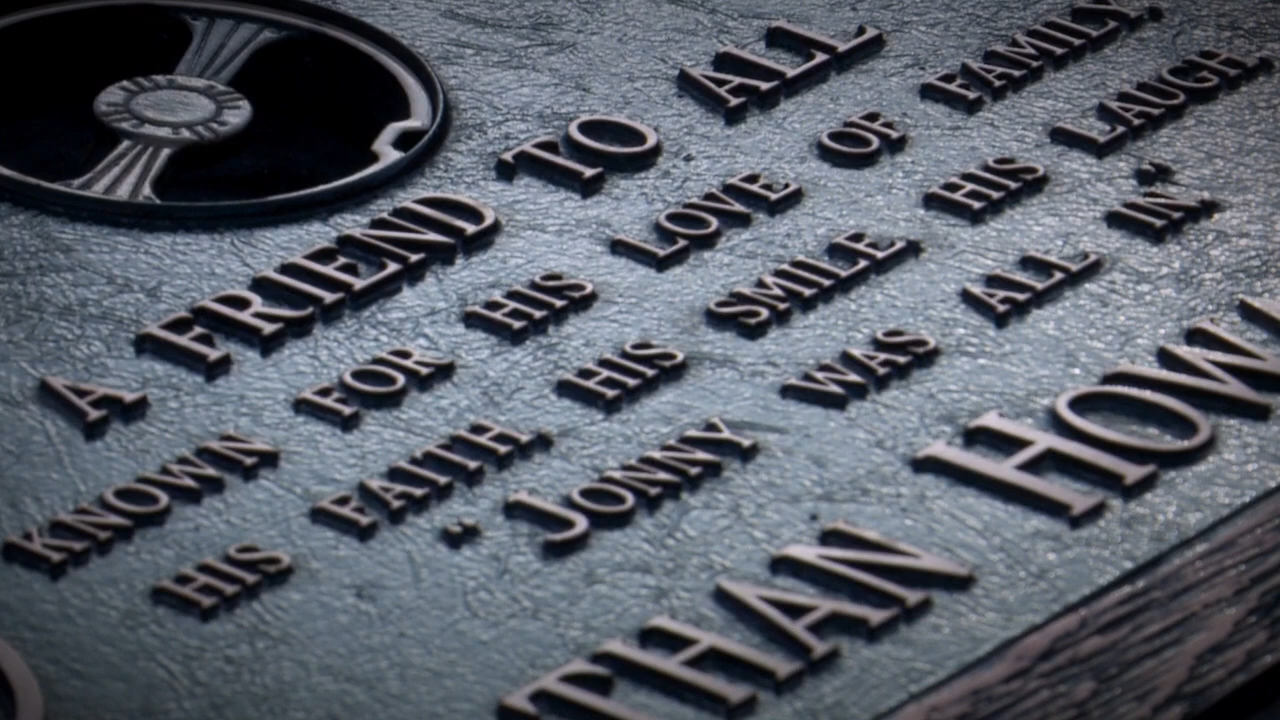 A FRIEND TO ALL
KNOWN FOR HIS LOVE OF FAMILY,
HIS FAITH, HIS SMILE, HIS LAUGH,
“JONNY WAS ALL IN”
THAN HOW